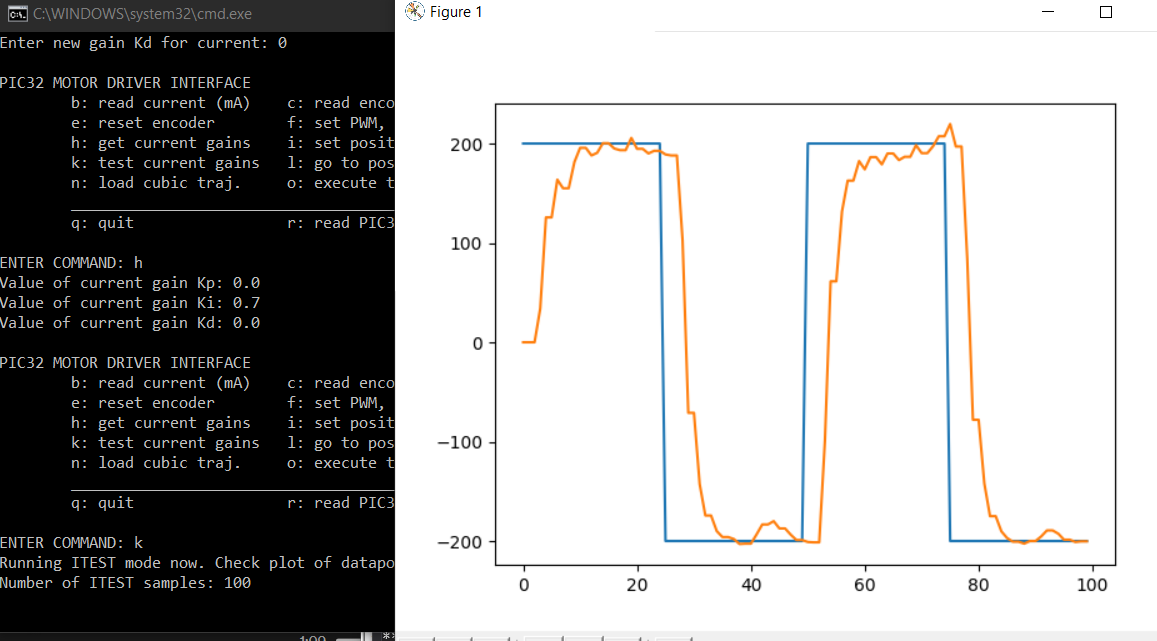 C:\WINDOWS\system32\cmd.exe
Enter new gain Kd for current: 0
PIC32 MOTOR DRIVER INTERFACE
b: read current (mA) c: read enco
e: reset encoder f: set PWM,
h: get current gains i: set posit
k: test current gains l: go to pos
n: load cubic traj. o: execute t
q: quit r: read PIC3
ENTER COMMAND: h
Value of current gain Kp: 0.0
Value of current gain Ki: 0.7
Value of current gain Kd: 0.0
PIC32 MOTOR DRIVER INTERFACE
b: read current (mA) c: read enco
e: reset encoder f: set PWM,
h: get current gains i: set posit
k: test current gains l: go to pos
n: load cubic traj. o: execute t
q: quit r: read PIC3
ENTER COMMAND: k
Running ITEST mode now. Check plot of datapo
Number of ITEST samples: 100
Figure 1
200
100
0
−100
−200
0 20 40 60 80 100